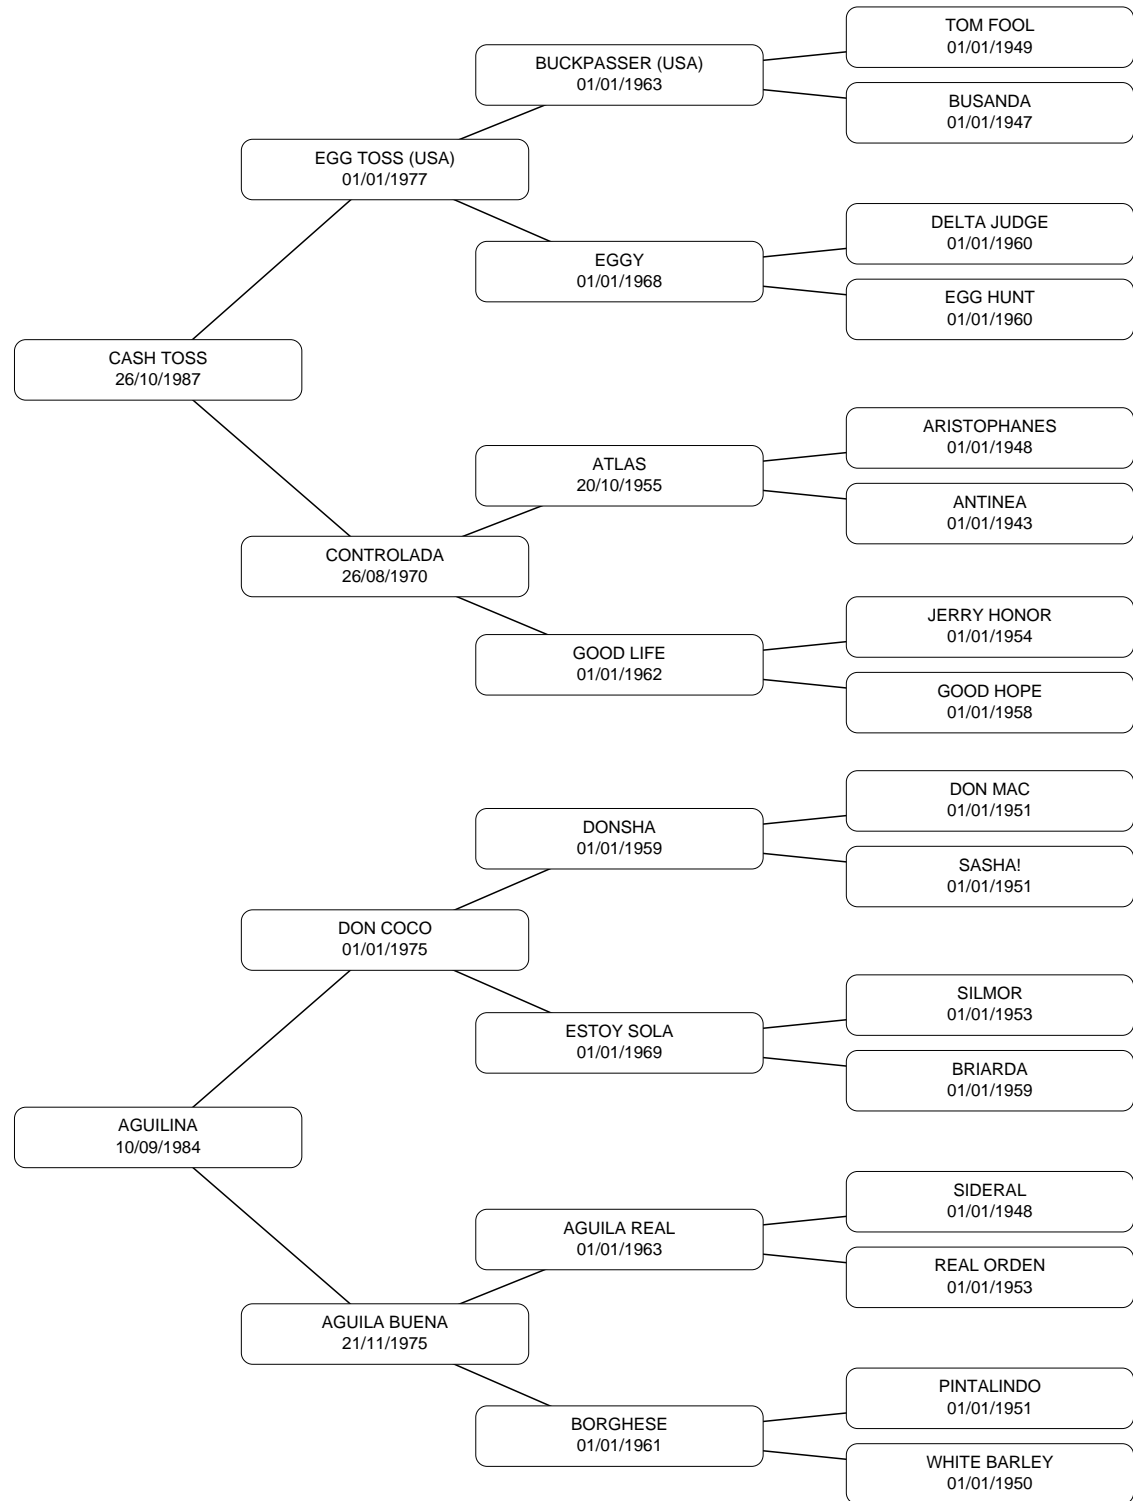 TOM FOOL
01/01/1949
BUCKPASSER (USA)
01/01/1963
BUSANDA
01/01/1947
EGG TOSS (USA)
01/01/1977
DELTA JUDGE
01/01/1960
EGGY
01/01/1968
EGG HUNT
01/01/1960
CASH TOSS
26/10/1987
ARISTOPHANES
01/01/1948
ATLAS
20/10/1955
ANTINEA
01/01/1943
CONTROLADA
26/08/1970
JERRY HONOR
01/01/1954
GOOD LIFE
01/01/1962
GOOD HOPE
01/01/1958
DON MAC
01/01/1951
DONSHA
01/01/1959
SASHA!
01/01/1951
DON COCO
01/01/1975
SILMOR
01/01/1953
ESTOY SOLA
01/01/1969
BRIARDA
01/01/1959
AGUILINA
10/09/1984
SIDERAL
01/01/1948
AGUILA REAL
01/01/1963
REAL ORDEN
01/01/1953
AGUILA BUENA
21/11/1975
PINTALINDO
01/01/1951
BORGHESE
01/01/1961
WHITE BARLEY
01/01/1950